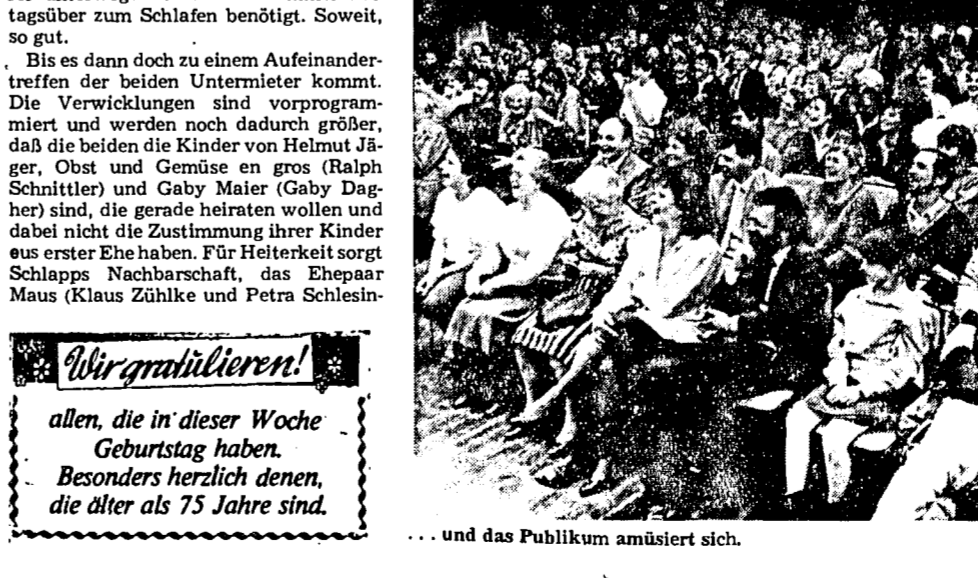 tagsüber zum Schlafen benötigt. Soweit,
so gut.
Bis es dann doch zu einem Aufeinander-
treffen der beiden Untermieter kommt.
Die Verwicklungen sind vorprogram-
miert und werden noch dadurch größer,
daß die beiden die Kinder von Helmut Jä-
ger, Obst und Gemüse en gros (Ralph
Schnittler) und Gaby Maier (Gaby Dag-
her) sind, die gerade heiraten wollen und
dabei nicht die Zustimmung ihrer Kinder
aus erster Ehe haben. Für Heiterkeit sorgt
Schlapps Nachbarschaft, das Ehepaar
Maus (Klaus Zühlke und Petra Schlesin-
Wir gratulieren!
allen, die in dieser Woche
Geburtstag haben.
Besonders herzlich denen,
die älter als 75 Jahre sind.
... und das Publikum amüsiert sich.